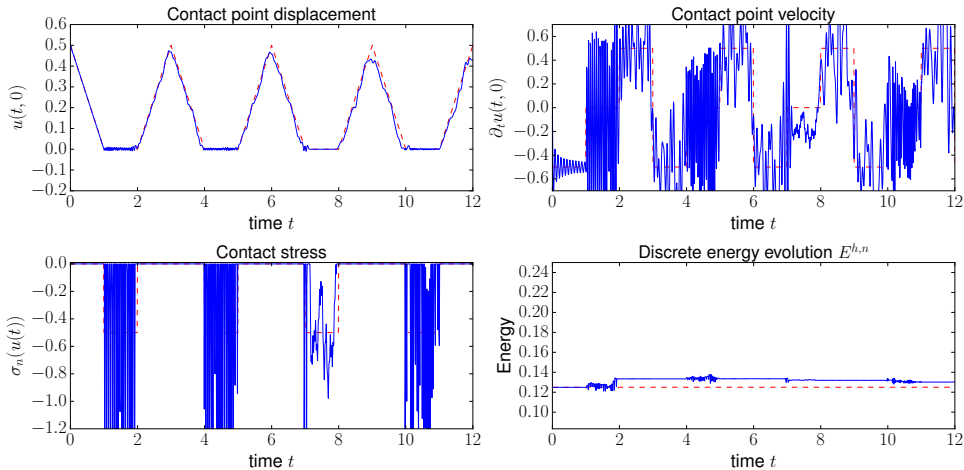 Contact point displacement
0.6
0.5
0.4
0.3
0.2
0.1
0.0
−0.1
−0.2
u(t, 0)
0 2 4 6 8 10 12
time t
Contact point velocity
0.6
0.4
0.2
0.0
−0.2
−0.4
−0.6
∂ₜu(t, 0)
0 2 4 6 8 10 12
time t
Contact stress
0.0
−0.2
−0.4
−0.6
−0.8
−1.0
−1.2
σₙ(u(t))
0 2 4 6 8 10 12
time t
Discrete energy evolution E^{h,n}
0.24
0.22
0.20
0.18
0.16
0.14
0.12
0.10
Energy
0 2 4 6 8 10 12
time t